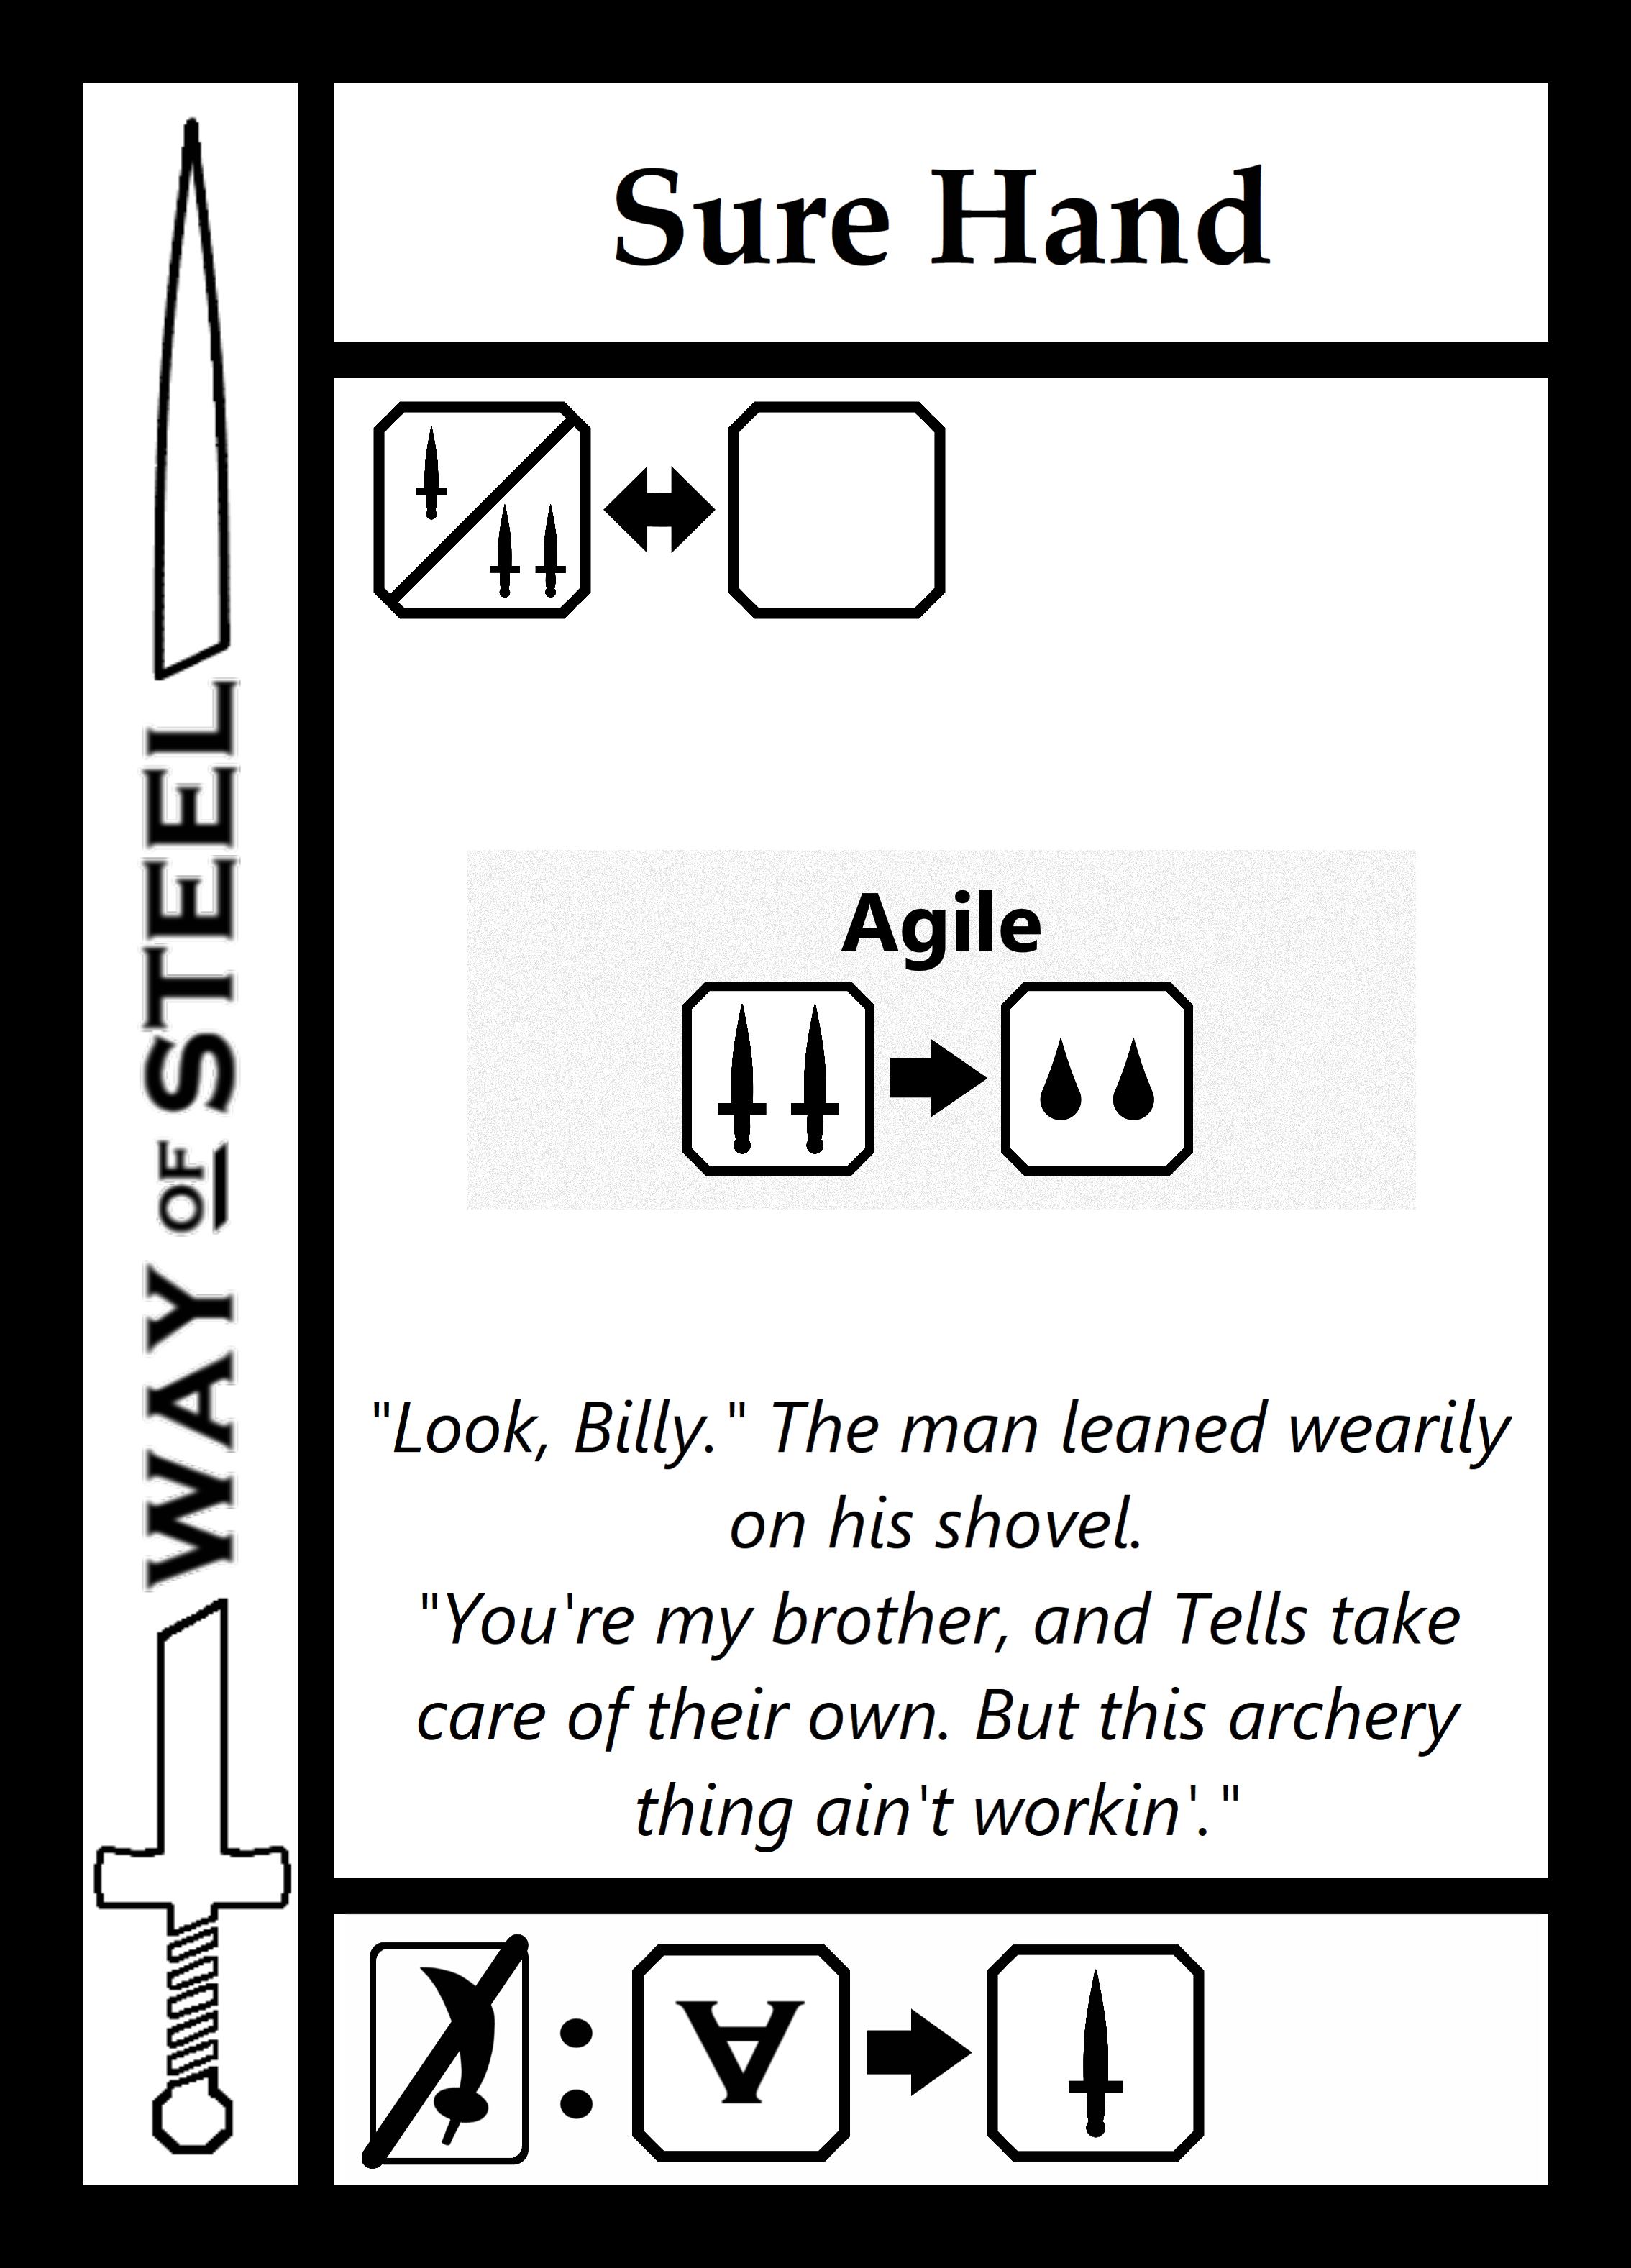 Sure Hand
WAY OF STEEL
Agile
"Look, Billy." The man leaned wearily
on his shovel.
"You're my brother, and Tells take
care of their own. But this archery
thing ain't workin'."
∀